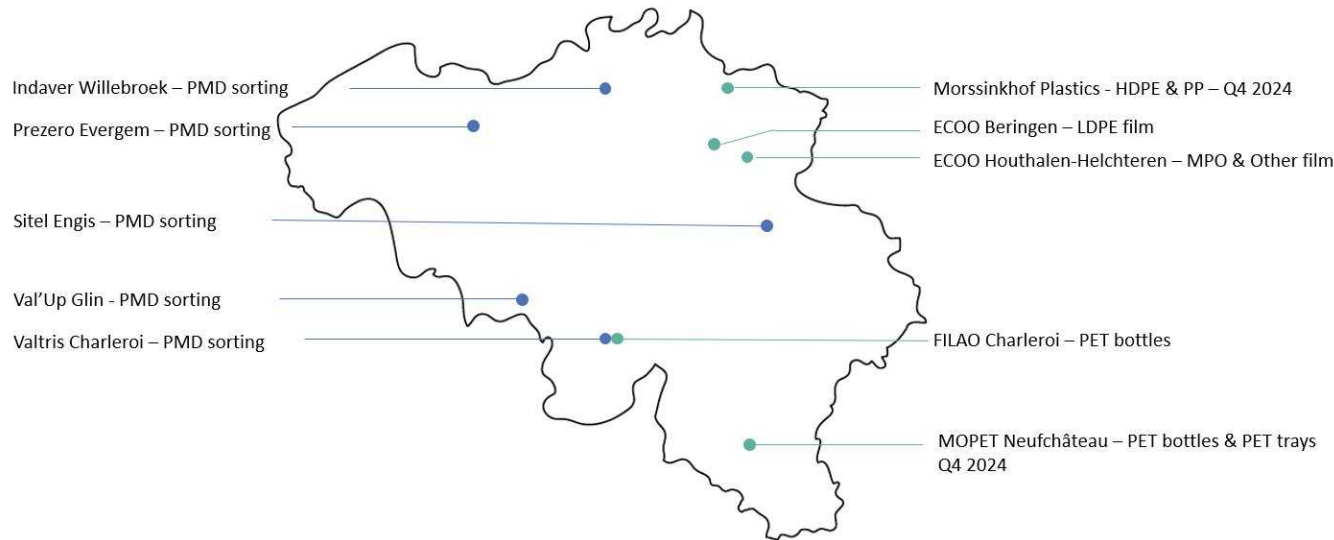 Indaver Willebroek – PMD sorting
Prezero Evergem – PMD sorting
Sitel Engis – PMD sorting
Val’Up Glin - PMD sorting
Valtris Charleroi – PMD sorting
Morssinkhof Plastics - HDPE & PP – Q4 2024
ECOO Beringen – LDPE film
ECOO Houthalen-Helchteren – MPO & Other film
FILAO Charleroi – PET bottles
MOPET Neufchâteau – PET bottles & PET trays
Q4 2024